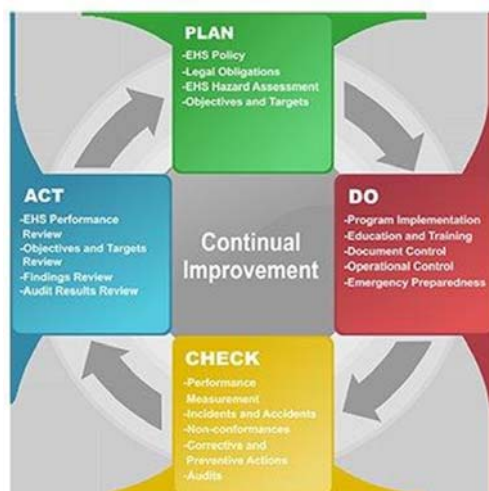 PLAN
-EHS Policy
-Legal Obligations
-EHS Hazard Assessment
-Objectives and Targets
ACT
-EHS Performance
Review
-Objectives and Targets
Review
-Findings Review
-Audit Results Review
Continual
Improvement
DO
-Program Implementation
-Education and Training
-Document Control
-Operational Control
-Emergency Preparedness
CHECK
-Performance
Measurement
-Incidents and Accidents
-Non-conformances
-Corrective and
Preventive Actions
-Audits